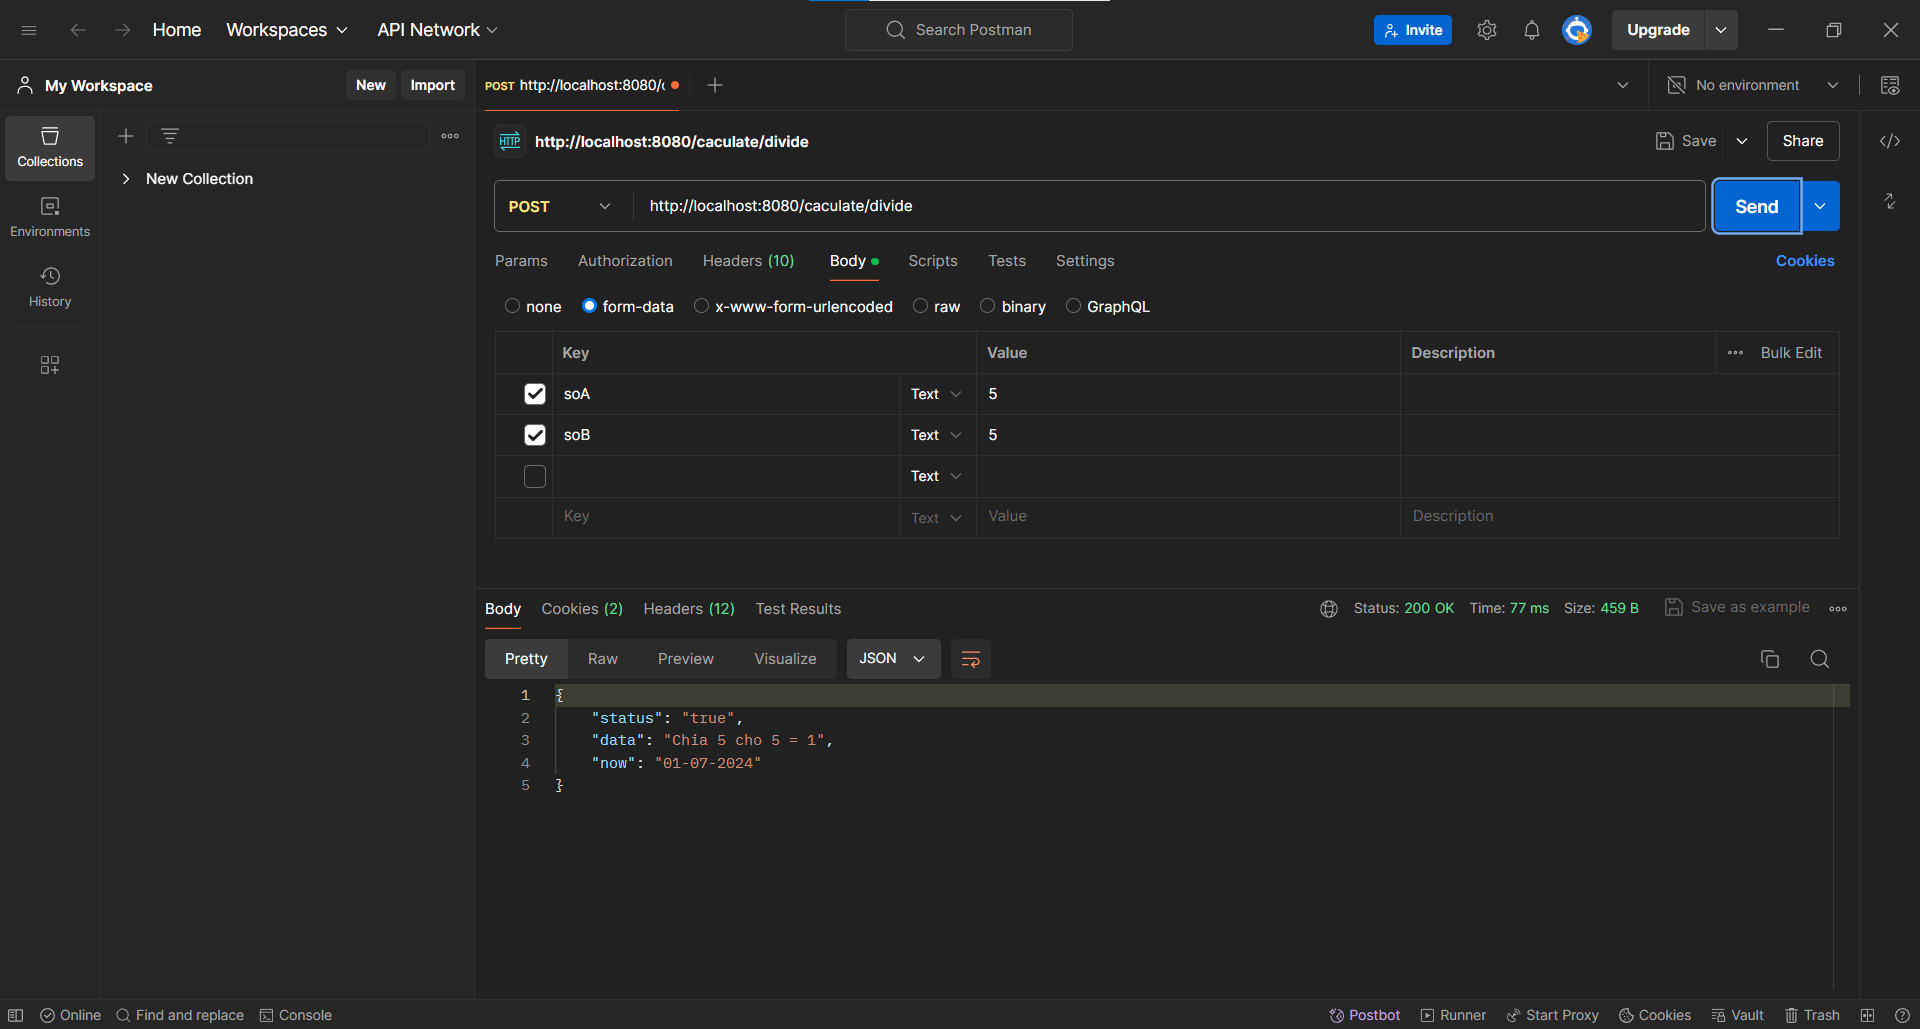 Home Workspaces API Network Search Postman Invite Upgrade
My Workspace New Import POST http://localhost:8080/ No environment
Collections
Environments
History
New Collection
HTTP http://localhost:8080/caculate/divide Save Share
POST http://localhost:8080/caculate/divide Send
Params Authorization Headers (10) Body Scripts Tests Settings Cookies
none form-data x-www-form-urlencoded raw binary GraphQL
Key Value Description Bulk Edit
soA Text 5
soB Text 5
Text
Key Text Value Description
Body Cookies (2) Headers (12) Test Results Status: 200 OK Time: 77 ms Size: 459 B Save as example
Pretty Raw Preview Visualize JSON
1 {
2 "status": "true",
3 "data": "Chia 5 cho 5 = 1",
4 "now": "01-07-2024"
5 }
Online Find and replace Console Postbot Runner Start Proxy Cookies Vault Trash